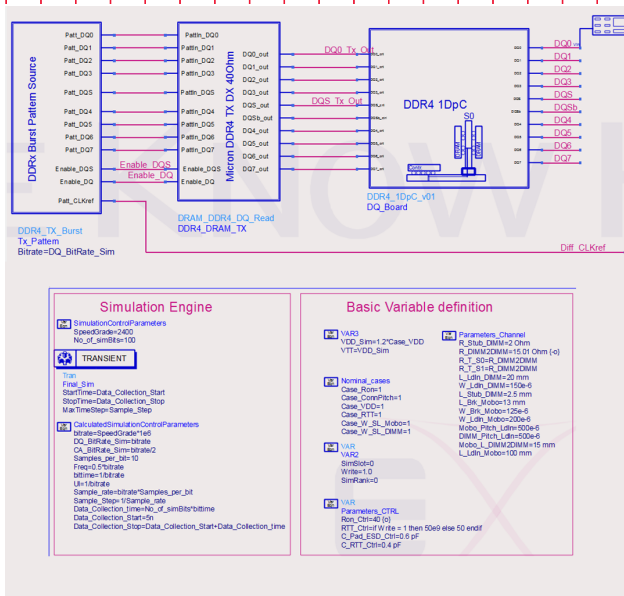 DDRx Burst Pattern Source
Patt_DQ0
Patt_DQ1
Patt_DQ2
Patt_DQ3
Patt_DQS
Patt_DQ4
Patt_DQ5
Patt_DQ6
Patt_DQ7
Enable_DQS
Enable_DQ
Patt_CLKref
Enable_DQS
Enable_DQ
Micron DDR4 TX DX 40Ohm
PattIn_DQ0
PattIn_DQ1
PattIn_DQ2
PattIn_DQ3
PattIn_DQS
PattIn_DQ4
PattIn_DQ5
PattIn_DQ6
PattIn_DQ7
Enable_DQS
Enable_DQ
DQ0_out
DQ1_out
DQ2_out
DQ3_out
DQS_out
DQSb_out
DQ4_out
DQ5_out
DQ6_out
DQ7_out
DQ0_Tx_Out
DQS_Tx_Out
DDR4 1DpC
S0
DRAM
DRAM
DQ0
DQ1
DQ2
DQ3
DQS
DQSb
DQ4
DQ5
DQ6
DQ7
DDR4_TX_Burst
Tx_Pattern
Bitrate=DQ_BitRate_Sim
DRAM_DDR4_DQ_Read
DDR4_DRAM_TX
DDR4_1DpC_v01
DQ_Board
Diff_CLKref
E KNOW H
Simulation Engine
SimulationControlParameters
SpeedGrade=2400
No_of_simBits=100
TRANSIENT
Tran
Final_Sim
StartTime=Data_Collection_Start
StopTime=Data_Collection_Stop
MaxTimeStep=Sample_Step
CalculatedSimulationControlParameters
bitrate=SpeedGrade*1e6
DQ_BitRate_Sim=bitrate
CA_BitRate_Sim=bitrate/2
Samples_per_bit=10
Freq=0.5*bitrate
bittime=1/bitrate
UI=1/bitrate
Sample_rate=bitrate*Samples_per_bit
Sample_Step=1/Sample_rate
Data_Collection_time=No_of_simBits*bittime
Data_Collection_Start=5n
Data_Collection_Stop=Data_Collection_Start+Data_Collection_time
Basic Variable definition
VAR3
VDD_Sim=1.2*Case_VDD
VTT=VDD_Sim
Nominal_cases
Case_Ron=1
Case_ConnPitch=1
Case_VDD=1
Case_RTT=1
Case_W_SL_Mobo=1
Case_W_SL_DIMM=1
VAR
VAR2
SimSlot=0
Write=1.0
SimRank=0
VAR
Parameters_CTRL
Ron_Ctrl=40 {o}
RTT_Ctrl=if Write = 1 then 50e9 else 50 endif
C_Pad_ESD_Ctrl=0.6 pF
C_RTT_Ctrl=0.4 pF
Parameters_Channel
R_Stub_DIMM=2 Ohm
R_DIMM2DIMM=15.01 Ohm {-o}
R_T_S0=R_DIMM2DIMM
R_T_S1=R_DIMM2DIMM
L_LdIn_DIMM=20 mm
W_LdIn_DIMM=150e-6
L_Stub_DIMM=2.5 mm
L_Brk_Mobo=13 mm
W_Brk_Mobo=125e-6
W_LdIn_Mobo=200e-6
Mobo_Pitch_LdIn=500e-6
DIMM_Pitch_LdIn=500e-6
Mobo_L_DIMM2DIMM=15 mm
L_LdIn_Mobo=100 mm